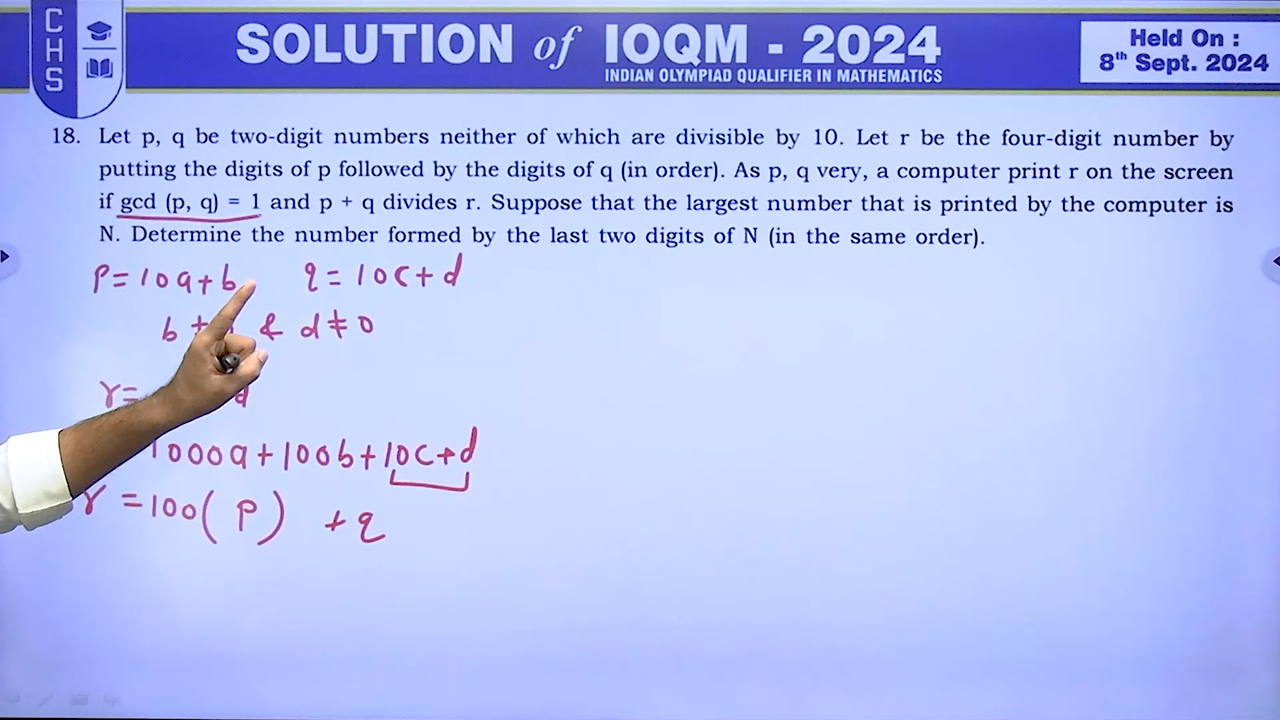 CHS
SOLUTION of IOQM - 2024
INDIAN OLYMPIAD QUALIFIER IN MATHEMATICS
Held On :
8th Sept. 2024
18. Let p, q be two-digit numbers neither of which are divisible by 10. Let r be the four-digit number by
putting the digits of p followed by the digits of q (in order). As p, q very, a computer print r on the screen
if gcd (p, q) = 1 and p + q divides r. Suppose that the largest number that is printed by the computer is
N. Determine the number formed by the last two digits of N (in the same order).
p = 10a + b q = 10c + d
b & d ≠ 0
r = d
1000a + 100b + 10c + d
r = 100( p ) + q